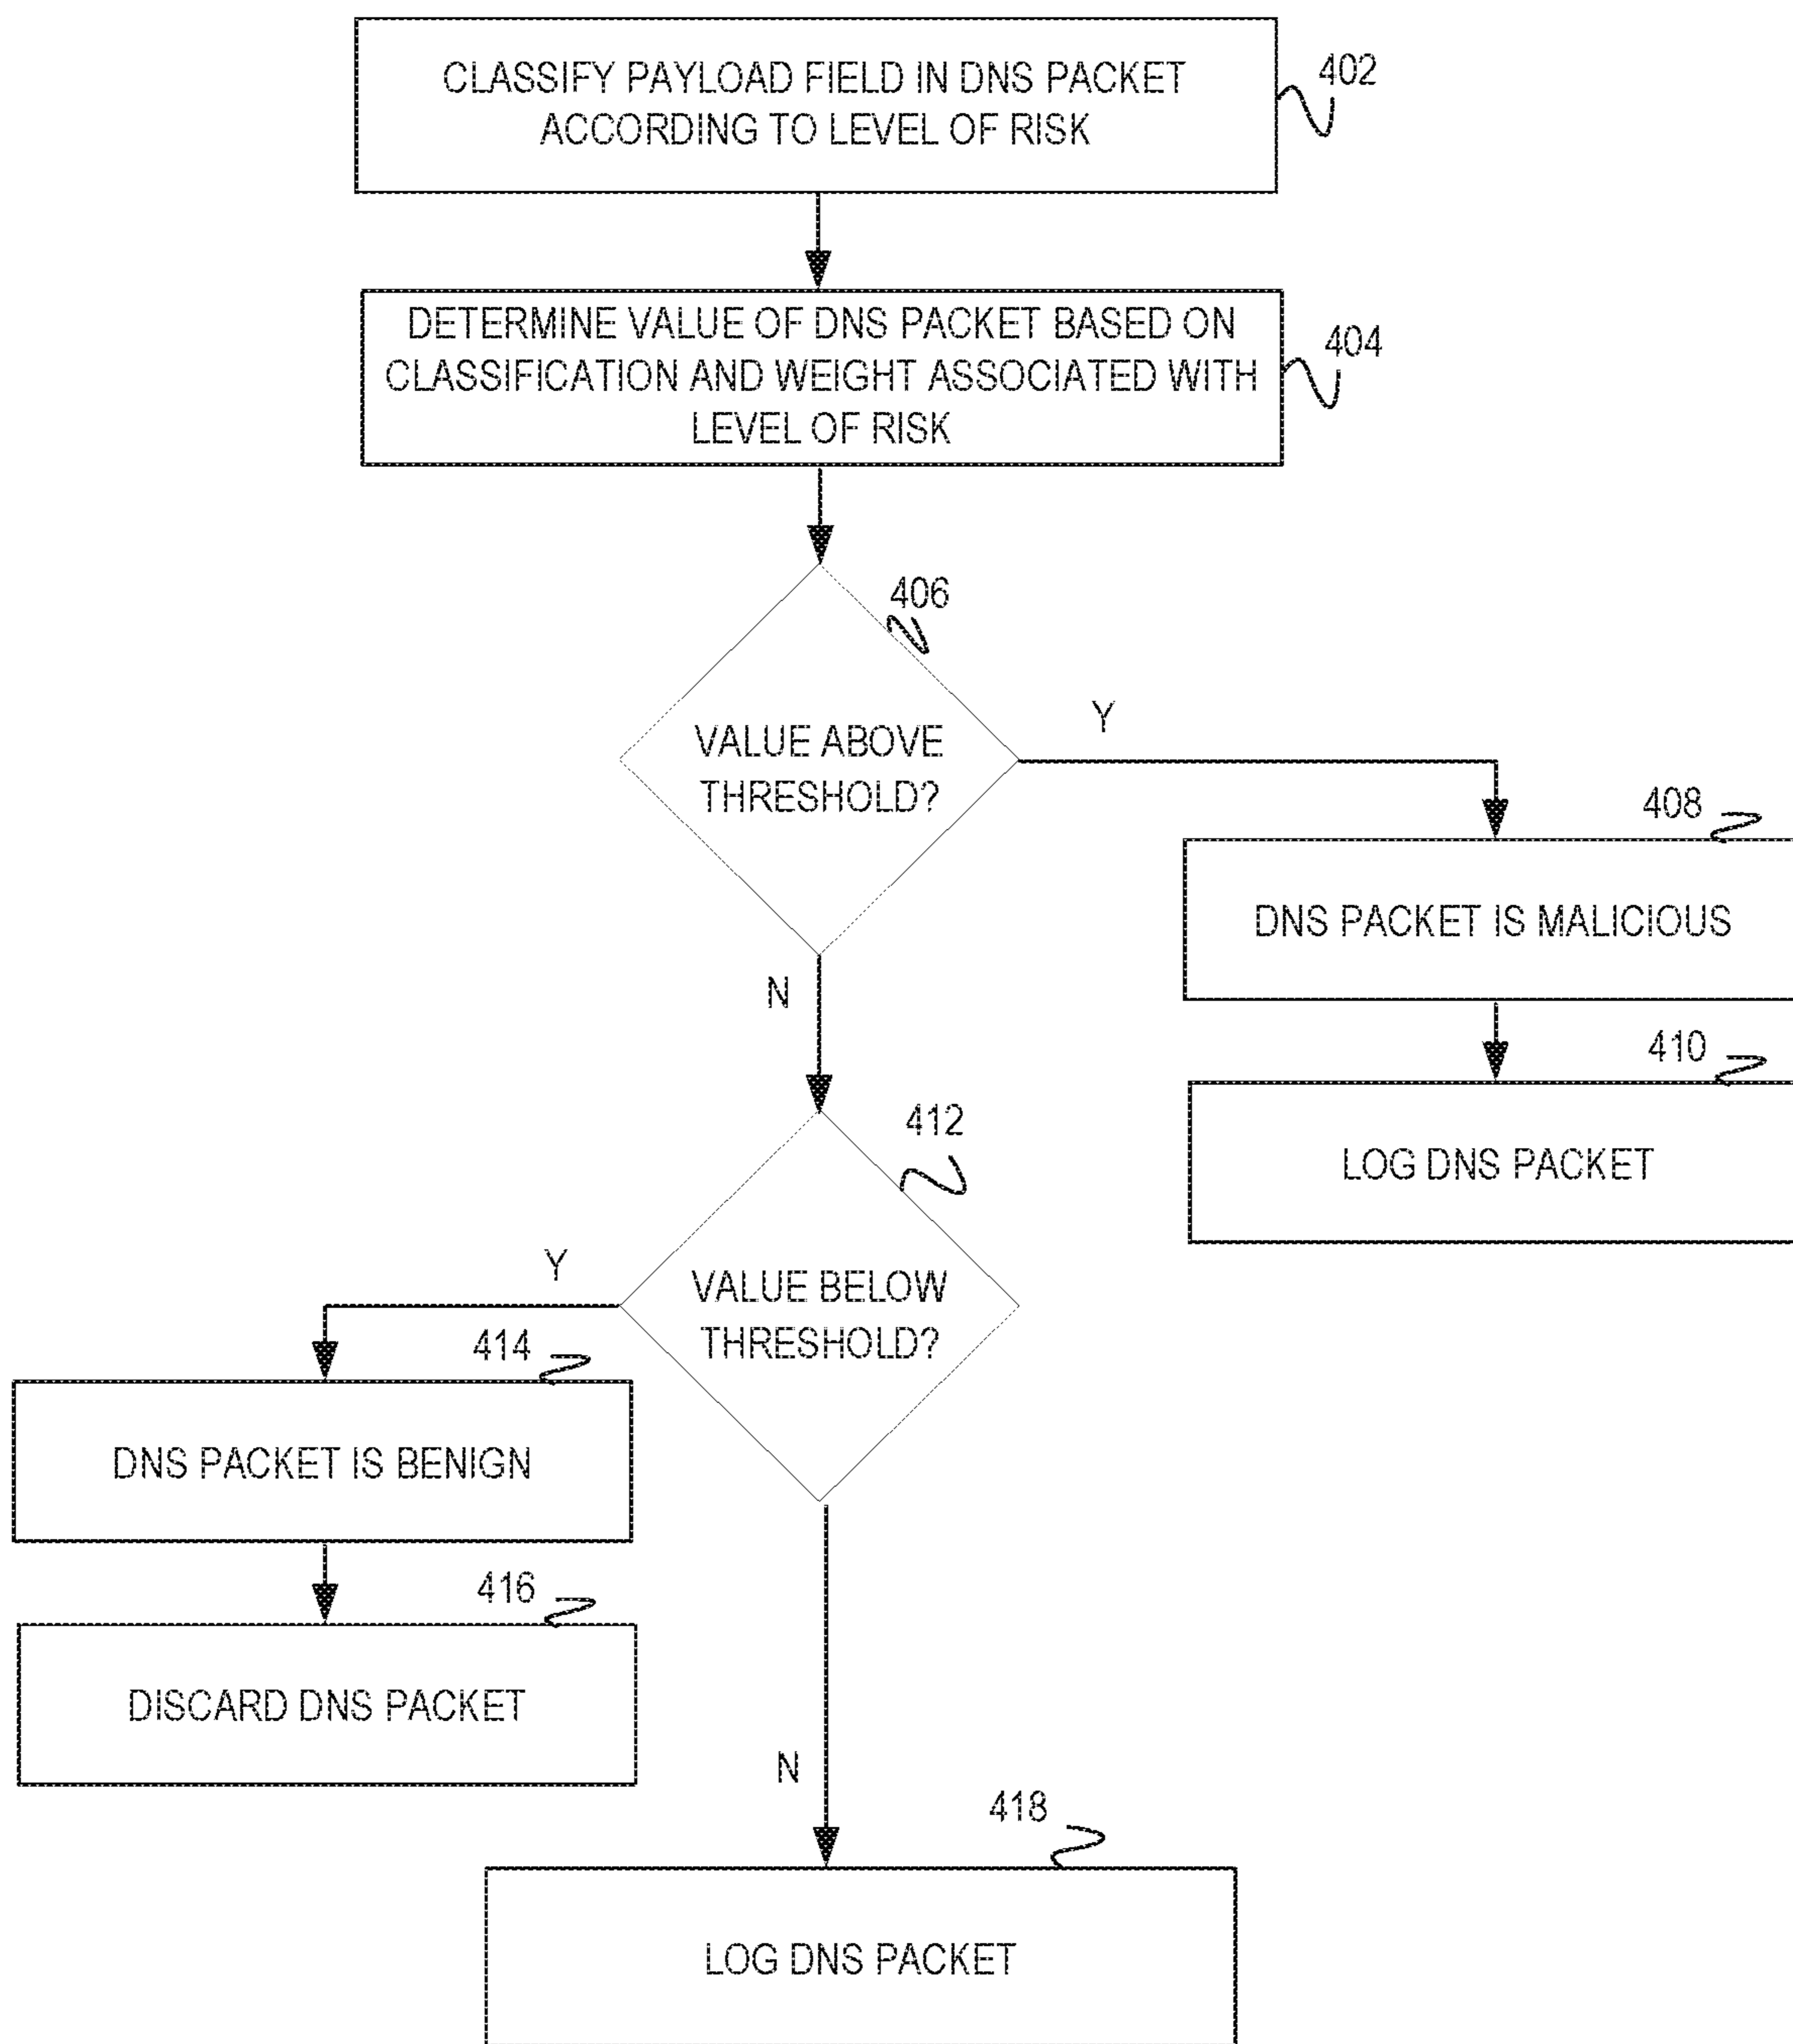 CLASSIFY PAYLOAD FIELD IN DNS PACKET
ACCORDING TO LEVEL OF RISK
402
DETERMINE VALUE OF DNS PACKET BASED ON
CLASSIFICATION AND WEIGHT ASSOCIATED WITH
LEVEL OF RISK
404
406
VALUE ABOVE
THRESHOLD?
Y
408
DNS PACKET IS MALICIOUS
N
410
LOG DNS PACKET
412
VALUE BELOW
THRESHOLD?
Y
414
DNS PACKET IS BENIGN
416
DISCARD DNS PACKET
N
418
LOG DNS PACKET